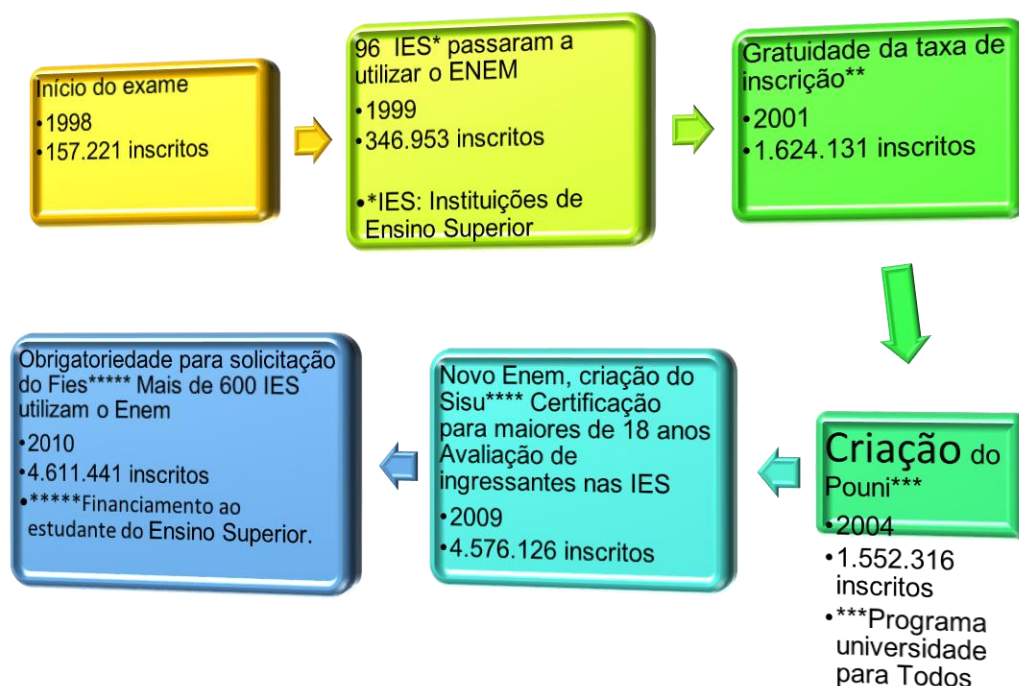 Início do exame
•1998
•157.221 inscritos
96 IES* passaram a
utilizar o ENEM
•1999
•346.953 inscritos
•*IES: Instituições de
Ensino Superior
Gratuidade da taxa de
inscrição**
•2001
•1.624.131 inscritos
Criação do
Pouni***
•2004
•1.552.316
inscritos
•***Programa
universidade
para Todos
Novo Enem, criação do
Sisu**** Certificação
para maiores de 18 anos
Avaliação de
ingressantes nas IES
•2009
•4.576.126 inscritos
Obrigatoriedade para solicitação
do Fies***** Mais de 600 IES
utilizam o Enem
•2010
•4.611.441 inscritos
•*****Financiamento ao
estudante do Ensino Superior.